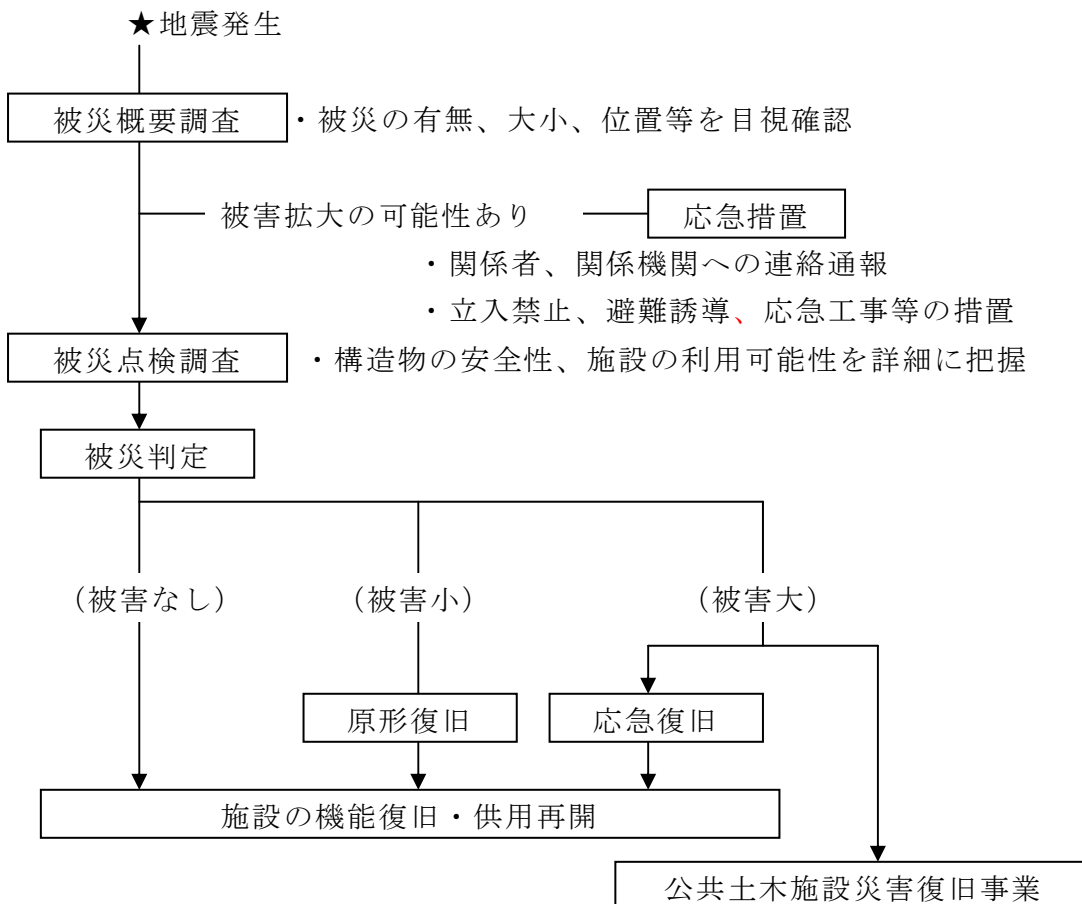 ★地震発生
被災概要調査
・被災の有無、大小、位置等を目視確認
被害拡大の可能性あり
応急措置
・関係者、関係機関への連絡通報
・立入禁止、避難誘導、応急工事等の措置
被災点検調査
・構造物の安全性、施設の利用可能性を詳細に把握
被災判定
(被害なし)
(被害小)
(被害大)
原形復旧
応急復旧
施設の機能復旧・供用再開
公共土木施設災害復旧事業